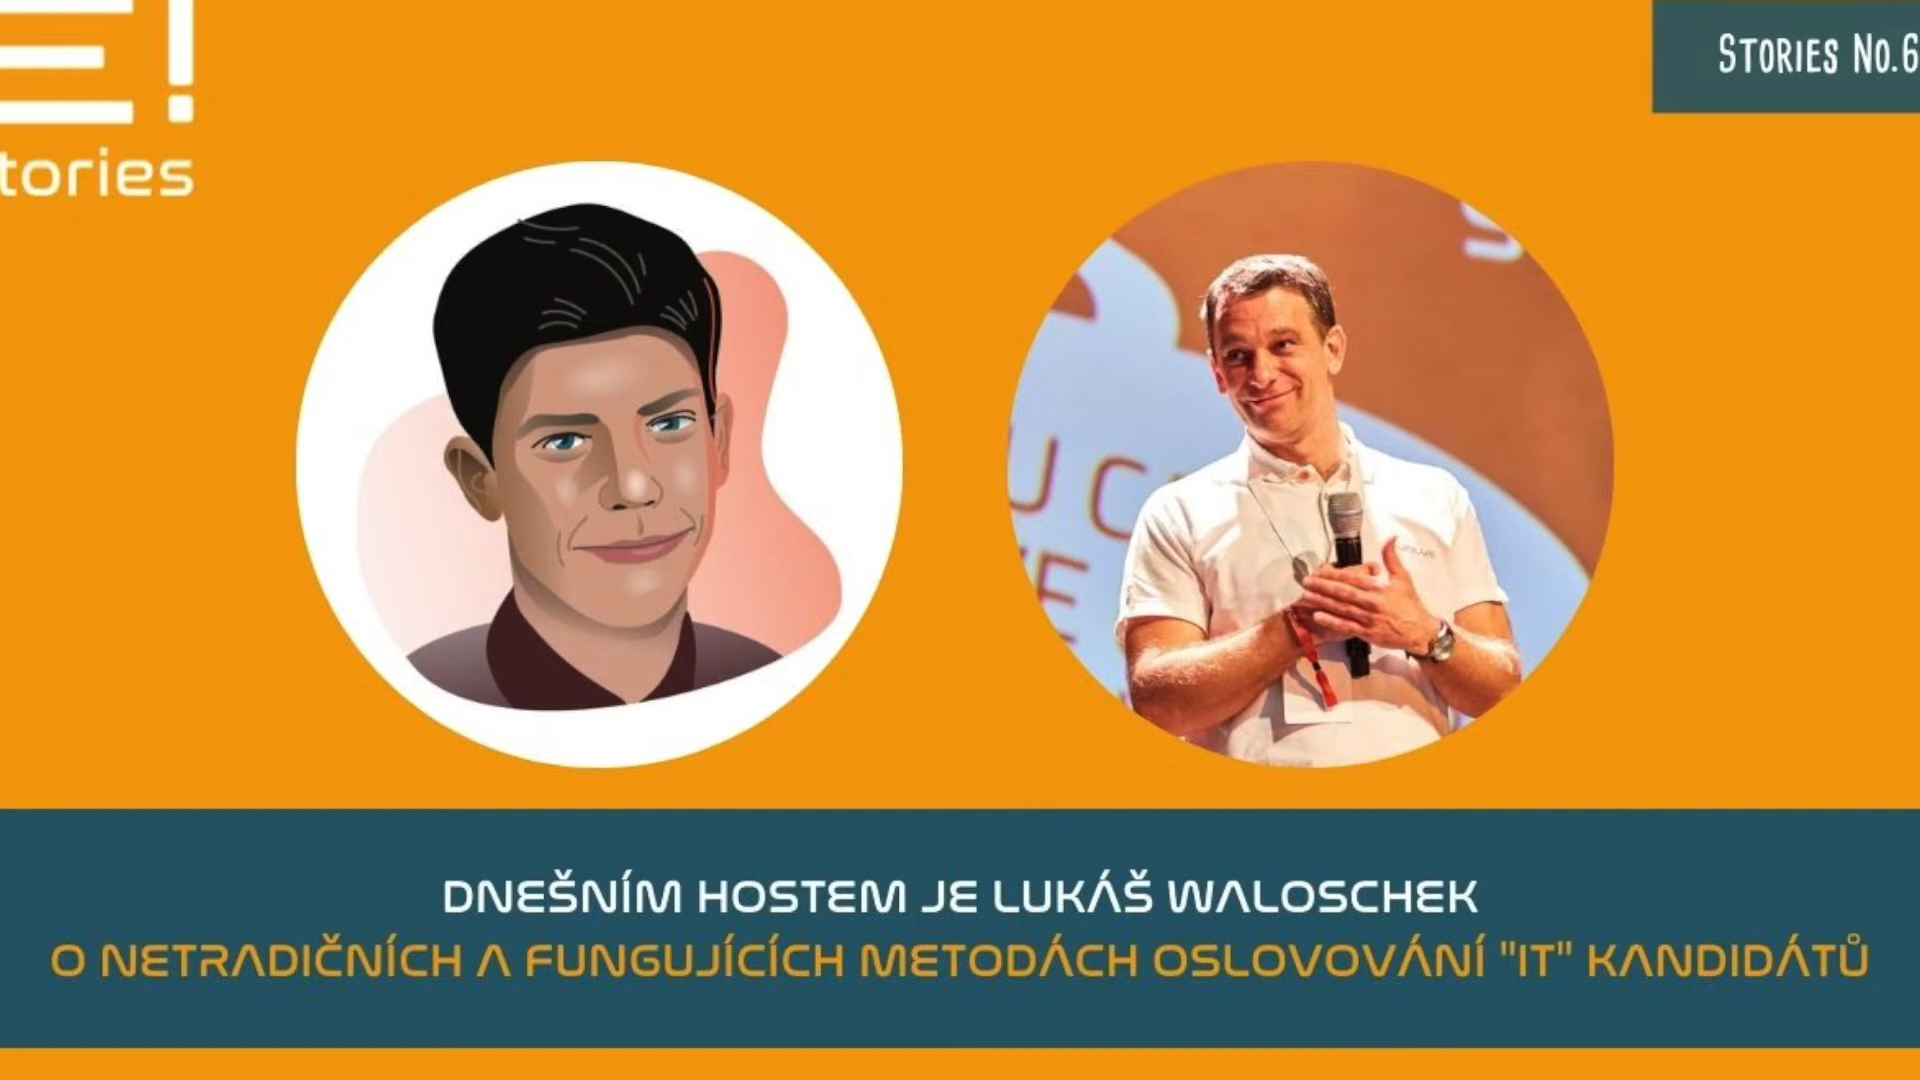 E!
tories
STORIES NO.6
DNEŠNÍM HOSTEM JE LUKÁŠ WALOSCHEK
O NETRADIČNÍCH A FUNGUJÍCÍCH METODÁCH OSLOVOVÁNÍ "IT" KANDIDÁTŮ